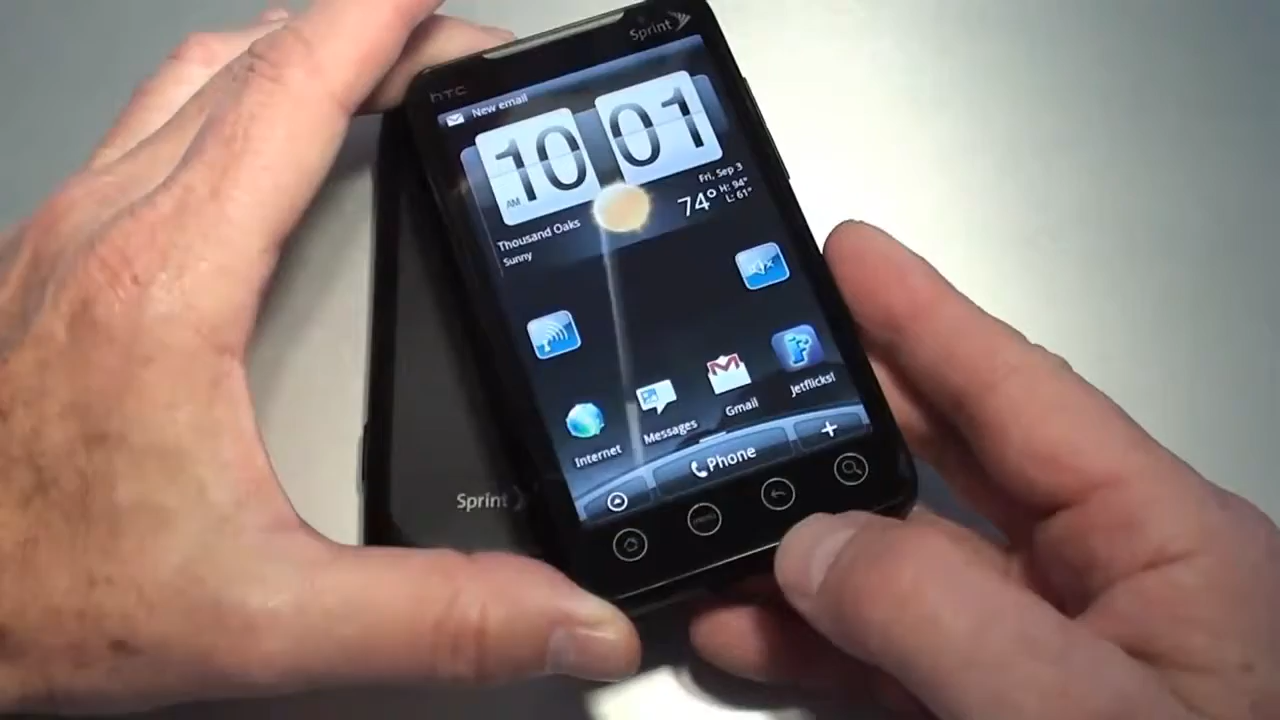 Sprint
hTC
New email
10 01
AM
Fri, Sep 3
74° H: 94°
L: 61°
Thousand Oaks
Sunny
Internet
Messages
Gmail
Jetflicks!
Phone
+
Sprint
menu